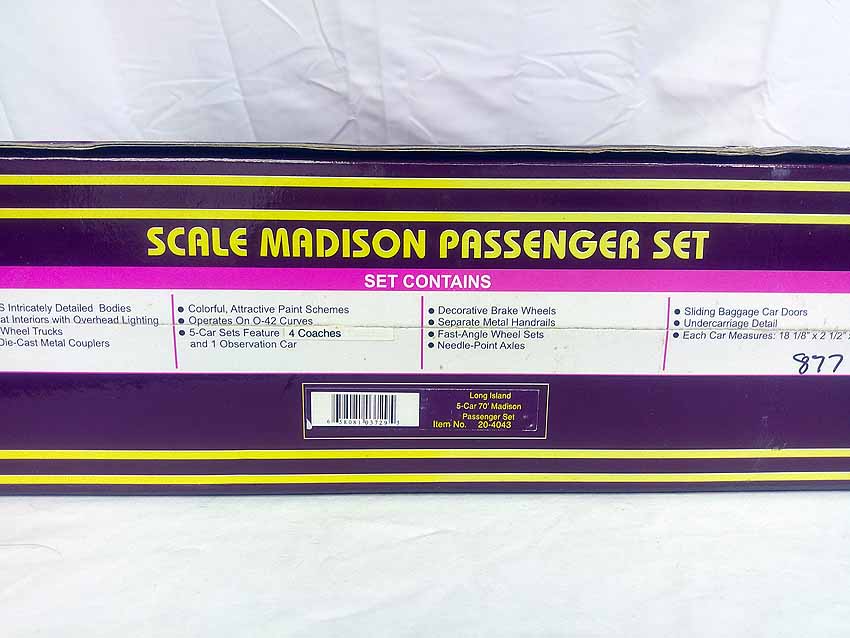 SCALE MADISON PASSENGER SET
SET CONTAINS
S Intricately Detailed Bodies
at Interiors with Overhead Lighting
Wheel Trucks
Die-Cast Metal Couplers
● Colorful, Attractive Paint Schemes
● Operates On O-42 Curves
● 5-Car Sets Feature 4 Coaches
and 1 Observation Car
● Decorative Brake Wheels
● Separate Metal Handrails
● Fast-Angle Wheel Sets
● Needle-Point Axles
● Sliding Baggage Car Doors
● Undercarriage Detail
● Each Car Measures: 18 1/8" x 2 1/2"
877
Long Island
5-Car 70' Madison
Passenger Set
Item No. 20-4043
6 58081 03729 3